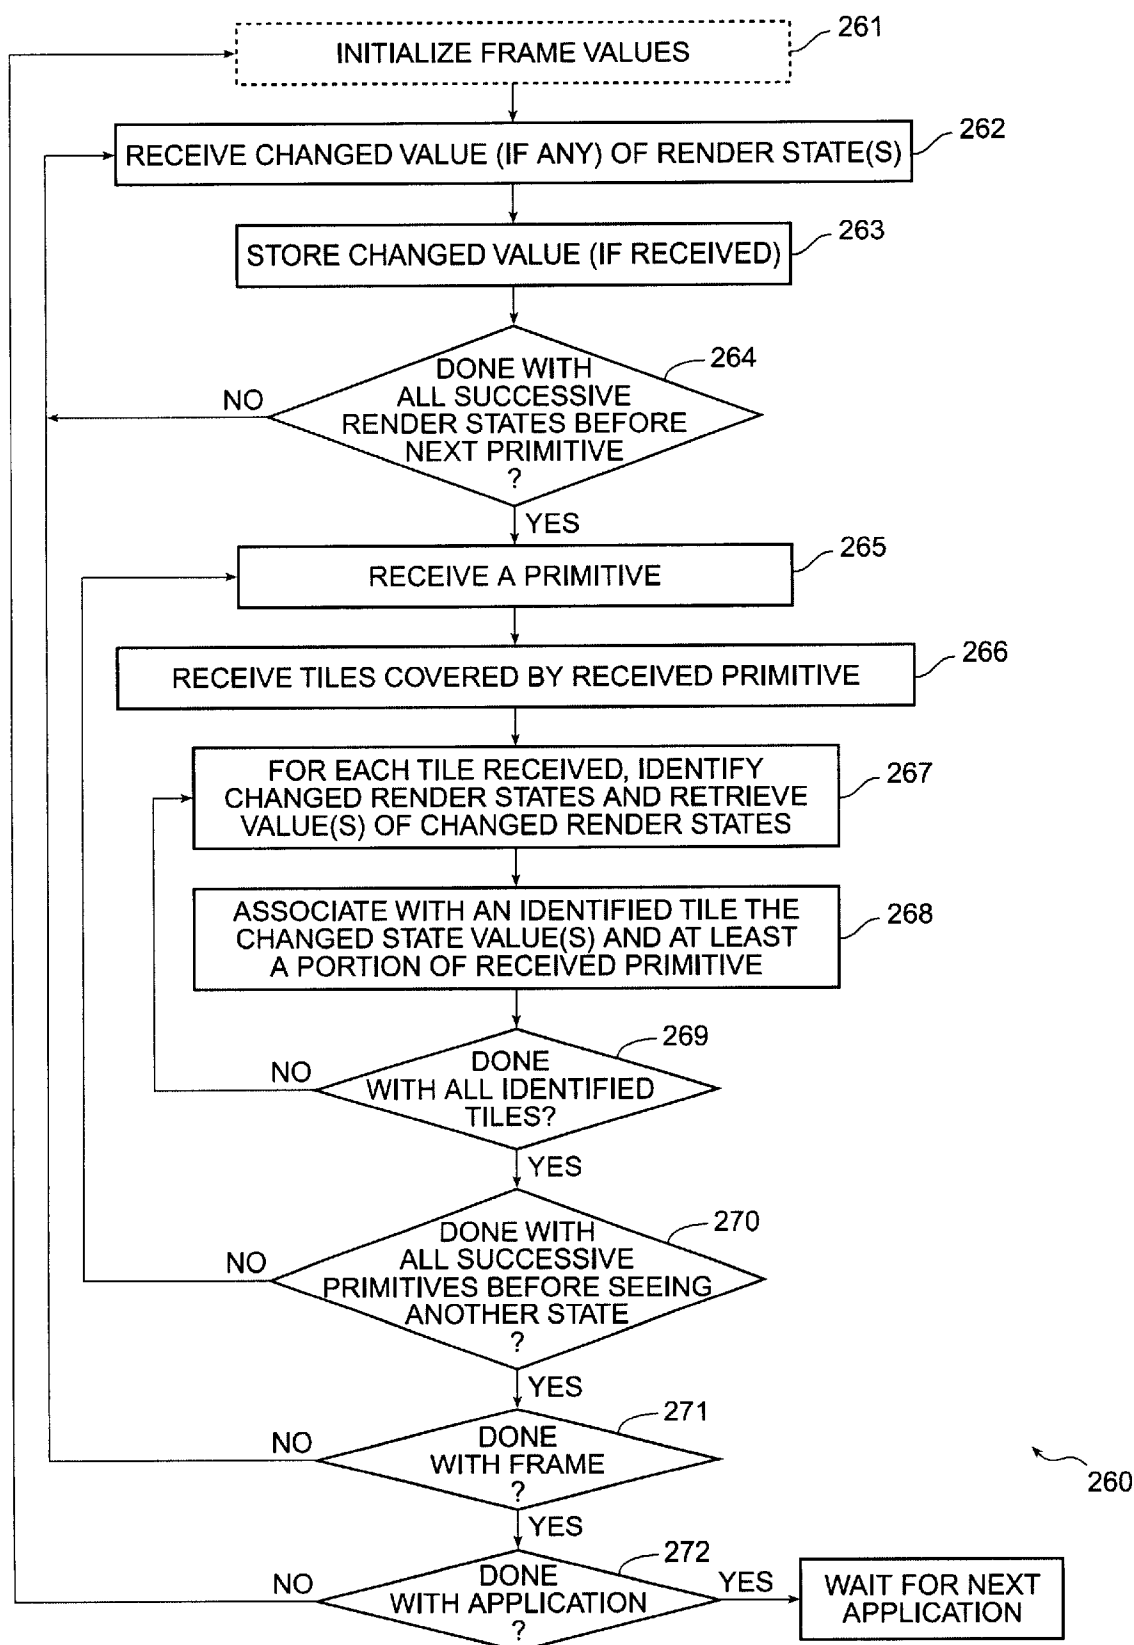 261
INITIALIZE FRAME VALUES
262
RECEIVE CHANGED VALUE (IF ANY) OF RENDER STATE(S)
263
STORE CHANGED VALUE (IF RECEIVED)
264
DONE WITH
ALL SUCCESSIVE
RENDER STATES BEFORE
NEXT PRIMITIVE
?
NO
YES
265
RECEIVE A PRIMITIVE
266
RECEIVE TILES COVERED BY RECEIVED PRIMITIVE
267
FOR EACH TILE RECEIVED, IDENTIFY
CHANGED RENDER STATES AND RETRIEVE
VALUE(S) OF CHANGED RENDER STATES
268
ASSOCIATE WITH AN IDENTIFIED TILE THE
CHANGED STATE VALUE(S) AND AT LEAST
A PORTION OF RECEIVED PRIMITIVE
269
DONE
WITH ALL IDENTIFIED
TILES?
NO
YES
270
DONE WITH
ALL SUCCESSIVE
PRIMITIVES BEFORE SEEING
ANOTHER STATE
?
NO
YES
271
DONE
WITH FRAME
?
NO
YES
260
272
DONE
WITH APPLICATION
?
NO
YES
WAIT FOR NEXT
APPLICATION